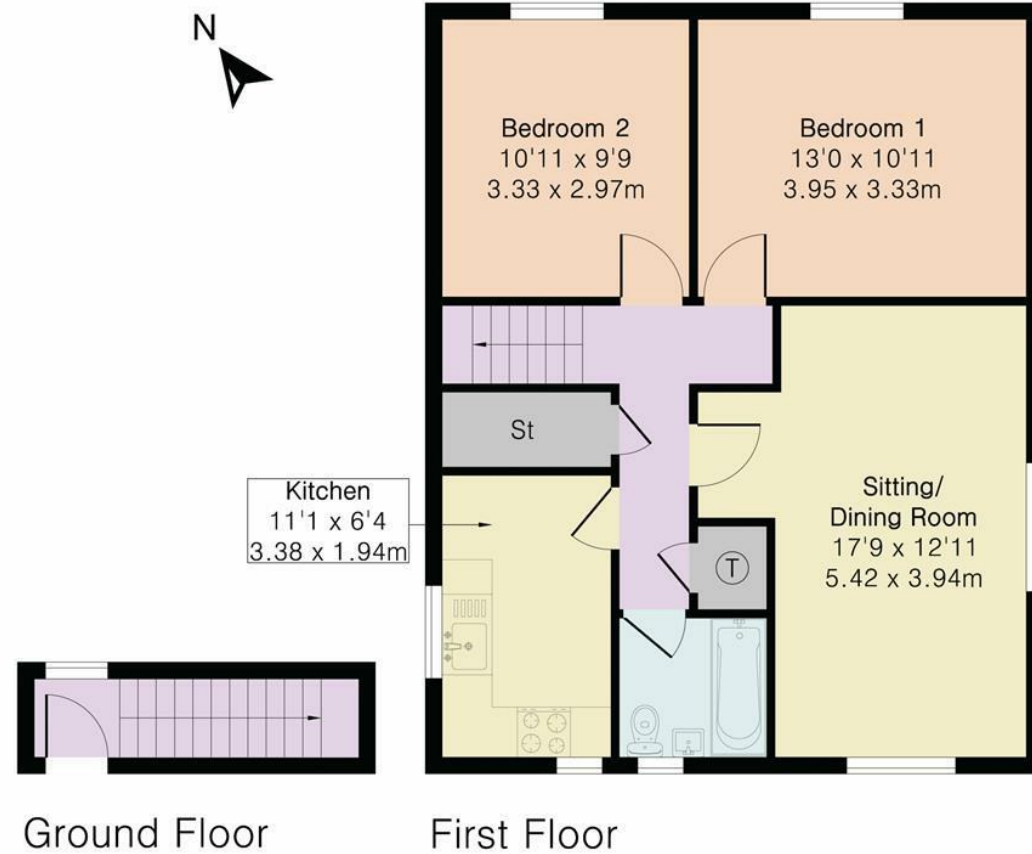 N
Bedroom 2
10'11 x 9'9
3.33 x 2.97m
Bedroom 1
13'0 x 10'11
3.95 x 3.33m
St
Kitchen
11'1 x 6'4
3.38 x 1.94m
Sitting/
Dining Room
17'9 x 12'11
5.42 x 3.94m
T
Ground Floor
First Floor